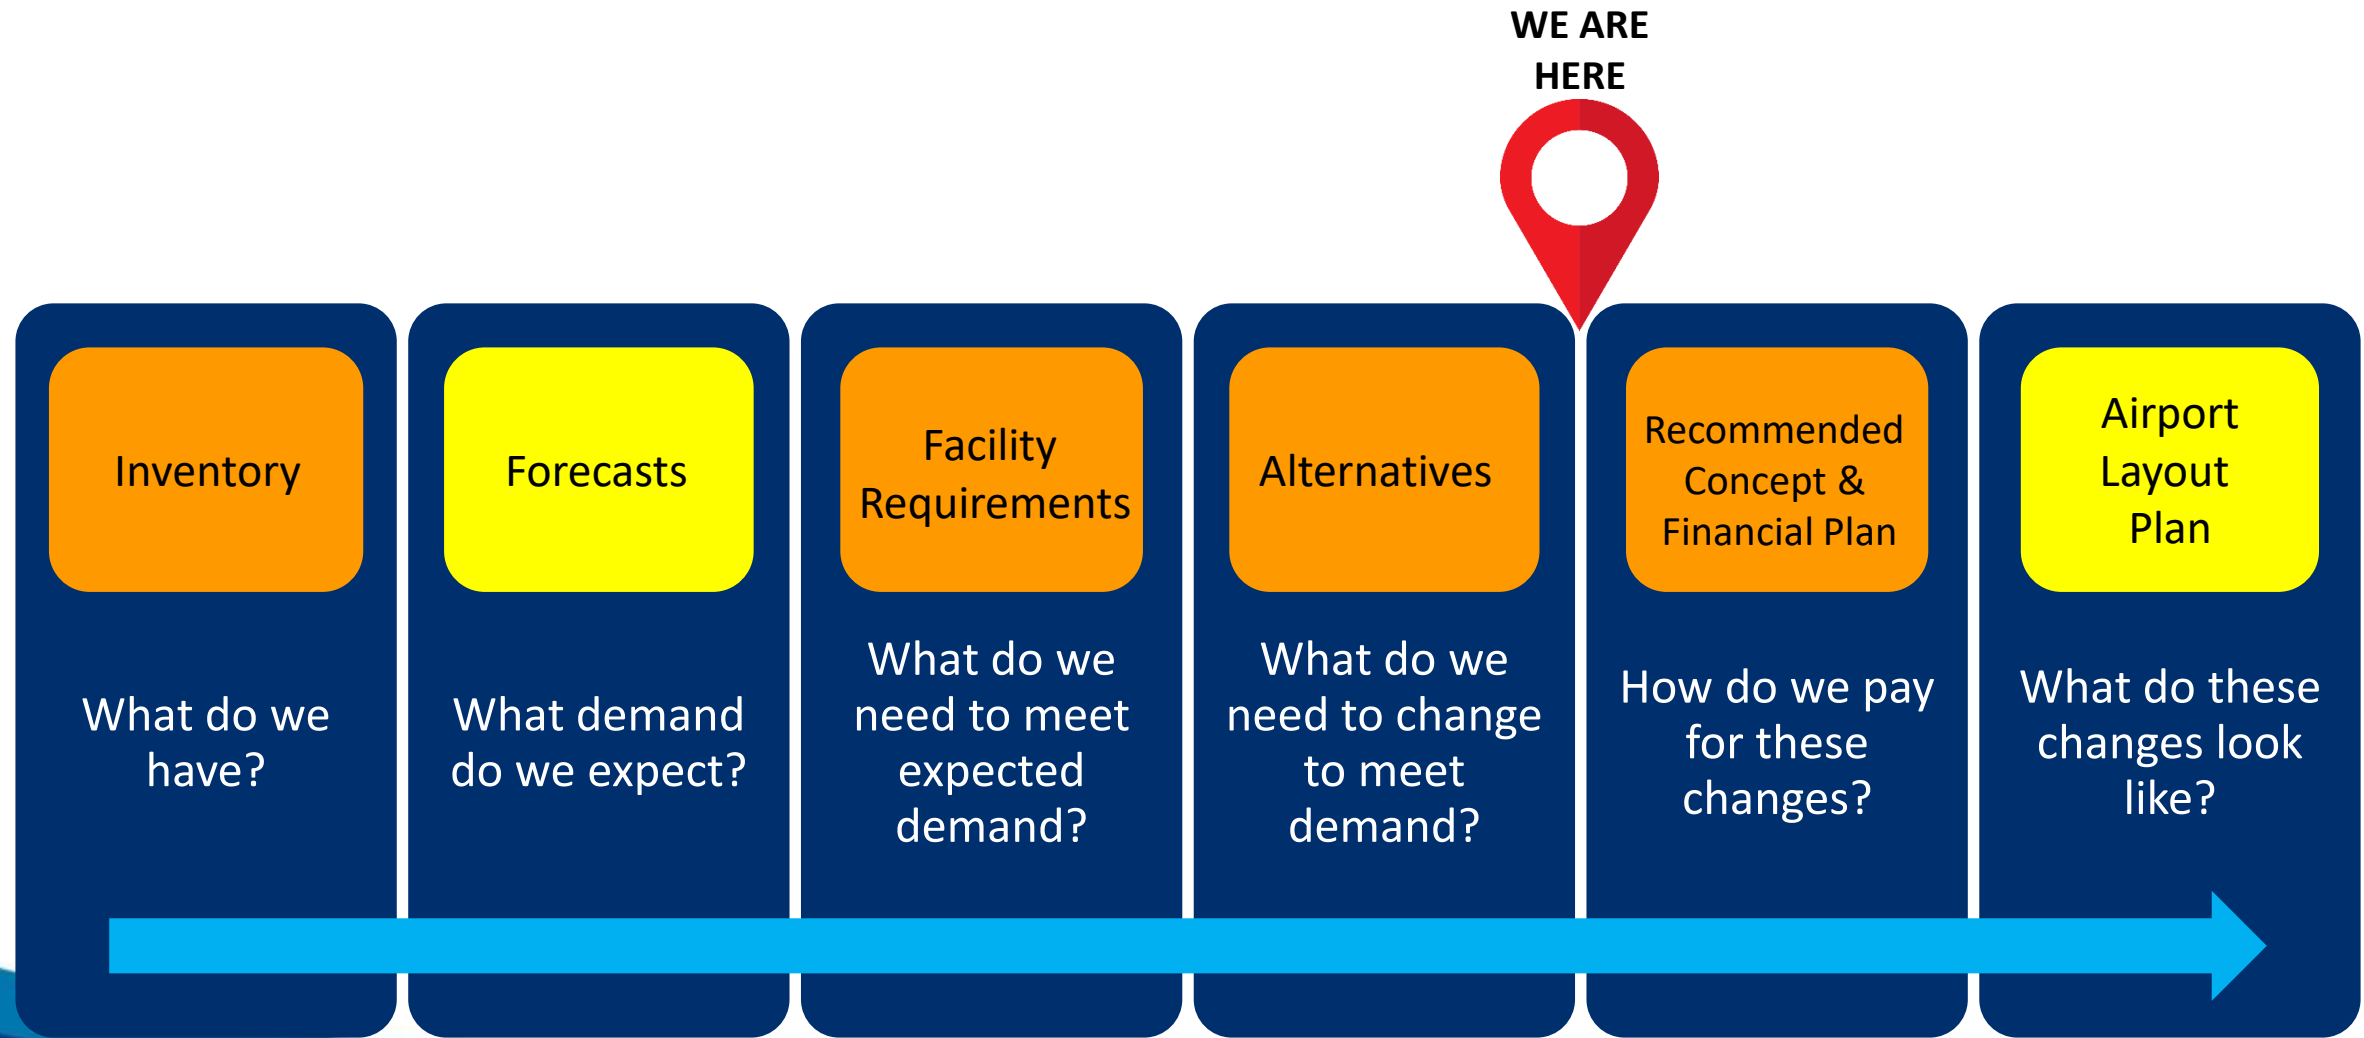 WE ARE
HERE
Inventory
What do we
have?
Forecasts
What demand
do we expect?
Facility
Requirements
What do we
need to meet
expected
demand?
Alternatives
What do we
need to change
to meet
demand?
Recommended
Concept &
Financial Plan
How do we pay
for these
changes?
Airport
Layout
Plan
What do these
changes look
like?